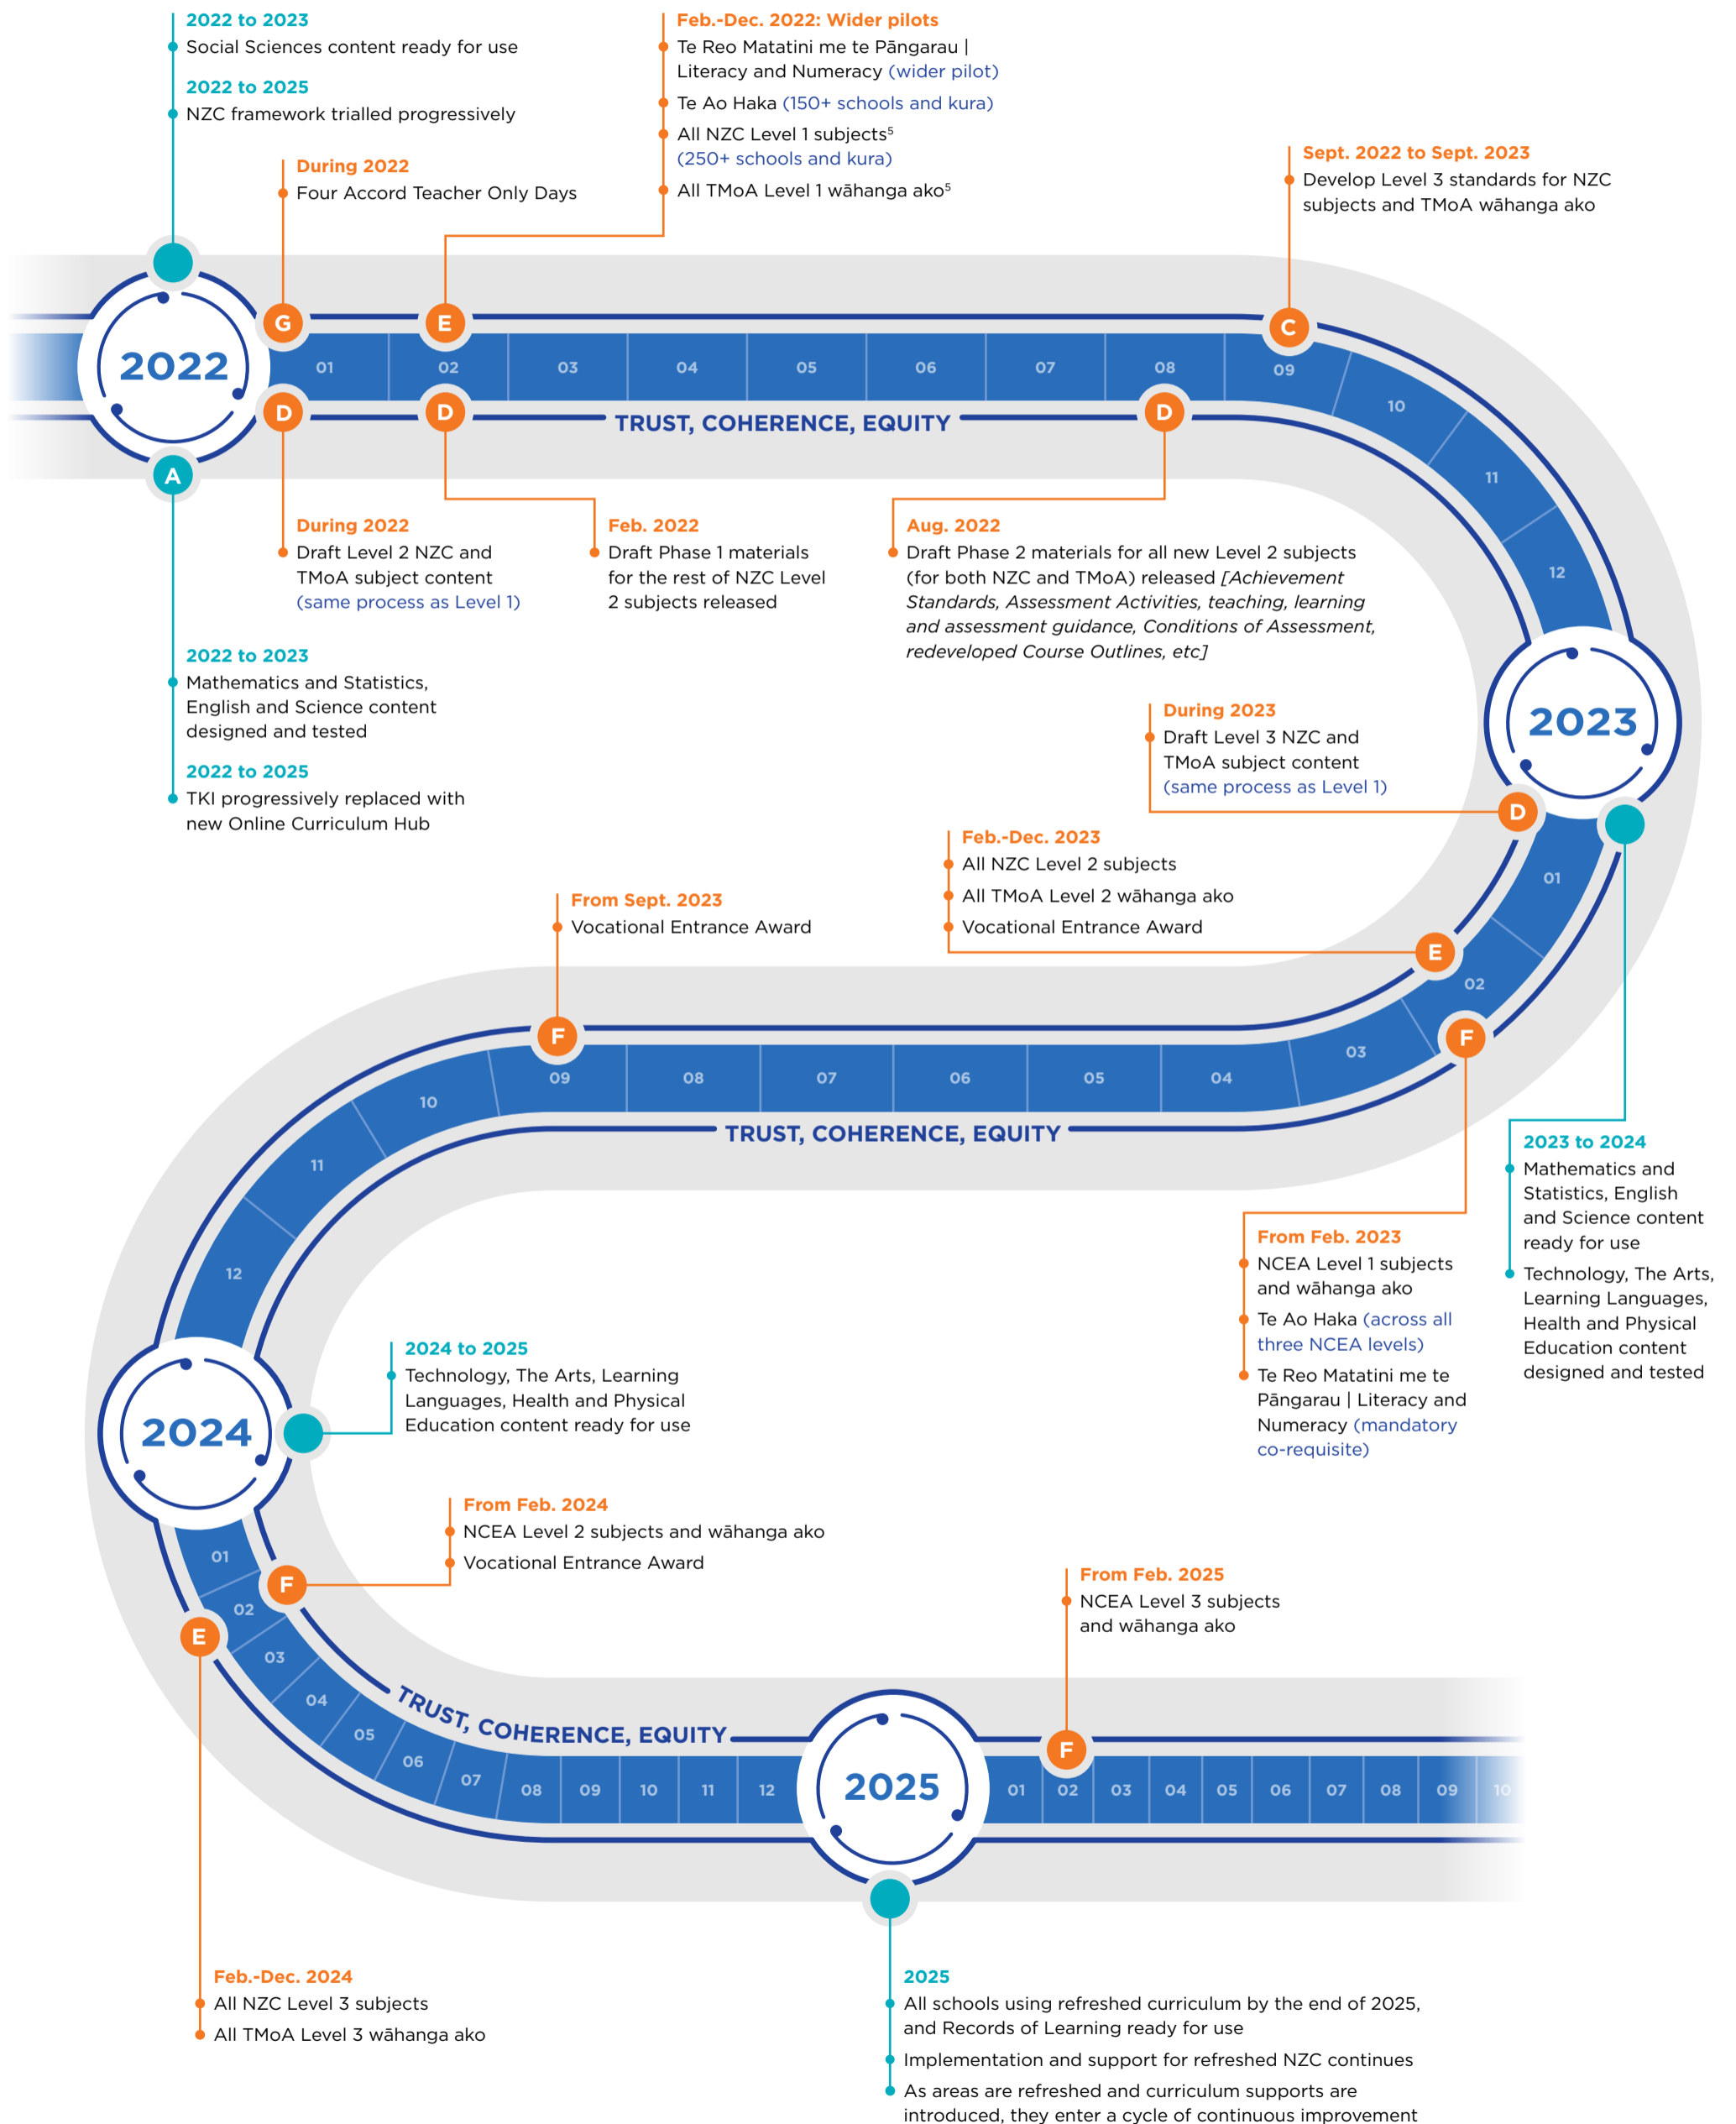 2022 to 2023
Social Sciences content ready for use
2022 to 2025
NZC framework trialled progressively
During 2022
Four Accord Teacher Only Days
Feb.-Dec. 2022: Wider pilots
Te Reo Matatini me te Pāngarau |
Literacy and Numeracy (wider pilot)
Te Ao Haka (150+ schools and kura)
All NZC Level 1 subjects⁵
(250+ schools and kura)
All TMoA Level 1 wāhanga ako⁵
Sept. 2022 to Sept. 2023
Develop Level 3 standards for NZC
subjects and TMoA wāhanga ako
G
E
C
2022
01
02
03
04
05
06
07
08
09
10
11
12
D
D
TRUST, COHERENCE, EQUITY
D
A
During 2022
Draft Level 2 NZC and
TMoA subject content
(same process as Level 1)
Feb. 2022
Draft Phase 1 materials
for the rest of NZC Level
2 subjects released
Aug. 2022
Draft Phase 2 materials for all new Level 2 subjects
(for both NZC and TMoA) released [Achievement
Standards, Assessment Activities, teaching, learning
and assessment guidance, Conditions of Assessment,
redeveloped Course Outlines, etc]
2022 to 2023
Mathematics and Statistics,
English and Science content
designed and tested
2022 to 2025
TKI progressively replaced with
new Online Curriculum Hub
2023
During 2023
Draft Level 3 NZC and
TMoA subject content
(same process as Level 1)
D
Feb.-Dec. 2023
All NZC Level 2 subjects
All TMoA Level 2 wāhanga ako
Vocational Entrance Award
E
From Sept. 2023
Vocational Entrance Award
F
F
01
02
03
04
05
06
07
08
09
10
11
12
TRUST, COHERENCE, EQUITY
2023 to 2024
Mathematics and
Statistics, English
and Science content
ready for use
Technology, The Arts,
Learning Languages,
Health and Physical
Education content
designed and tested
From Feb. 2023
NCEA Level 1 subjects
and wāhanga ako
Te Ao Haka (across all
three NCEA levels)
Te Reo Matatini me te
Pāngarau | Literacy and
Numeracy (mandatory
co-requisite)
2024
2024 to 2025
Technology, The Arts, Learning
Languages, Health and Physical
Education content ready for use
From Feb. 2024
NCEA Level 2 subjects and wāhanga ako
Vocational Entrance Award
F
E
01
02
03
04
05
06
07
08
09
10
11
12
TRUST, COHERENCE, EQUITY
From Feb. 2025
NCEA Level 3 subjects
and wāhanga ako
F
2025
01
02
03
04
05
06
07
08
09
10
Feb.-Dec. 2024
All NZC Level 3 subjects
All TMoA Level 3 wāhanga ako
2025
All schools using refreshed curriculum by the end of 2025,
and Records of Learning ready for use
Implementation and support for refreshed NZC continues
As areas are refreshed and curriculum supports are
introduced, they enter a cycle of continuous improvement